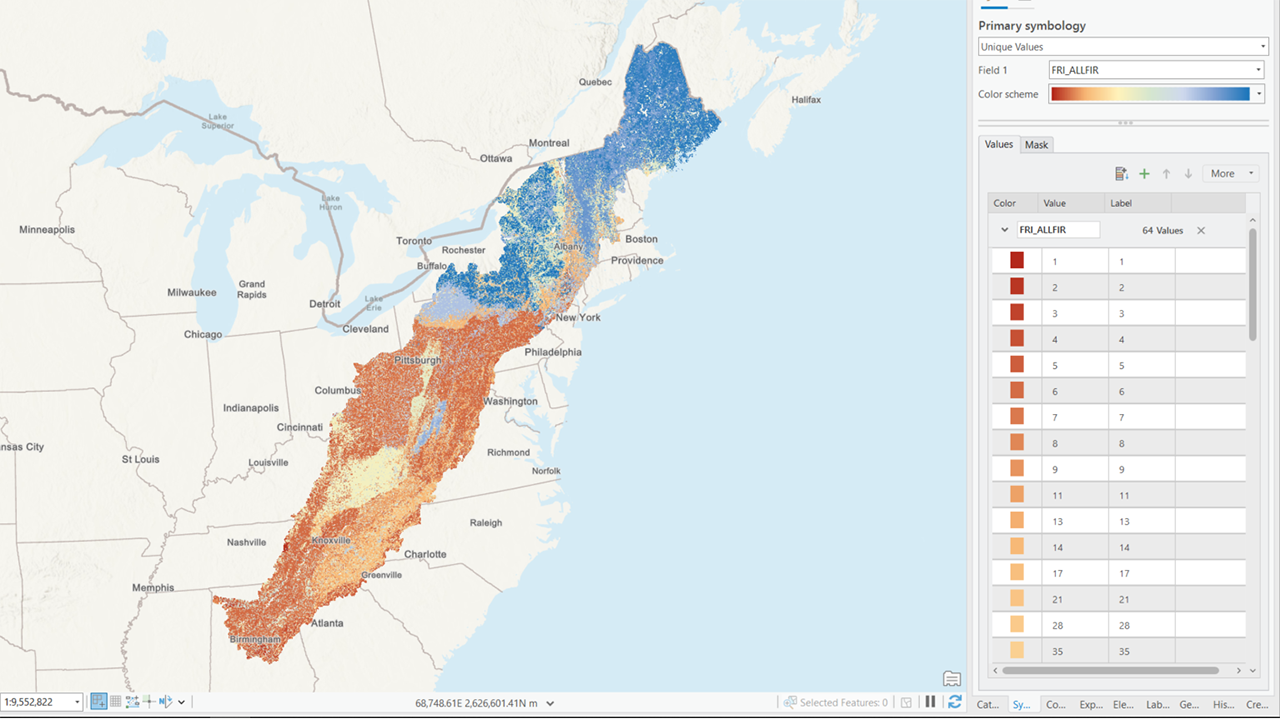 Primary symbology
Unique Values
Field 1
FRI_ALLFIR
Color scheme
Values
Mask
More
Color
Value
Label
FRI_ALLFIR
64 Values
1 1
2 2
3 3
4 4
5 5
6 6
7 7
8 8
9 9
11 11
13 13
14 14
17 17
21 21
28 28
35 35
Cat...
Sy...
Co...
Exp...
Ele...
Lab...
Ge...
His...
Cre...
Quebec
Halifax
Lake
Superior
Montreal
Ottawa
Lake
Huron
Minneapolis
Toronto
Rochester
Albany
Boston
Buffalo
Providence
Milwaukee
Grand
Rapids
Detroit
Lake
Erie
New York
Chicago
Cleveland
Philadelphia
Pittsburgh
Columbus
Washington
Indianapolis
Cincinnati
nsas City
St Louis
Louisville
Richmond
Norfolk
Raleigh
Nashville
Knoxville
Charlotte
Greenville
Memphis
Atlanta
Birmingham
1:9,552,822
68,748.61E 2,626,601.41N m
Selected Features: 0